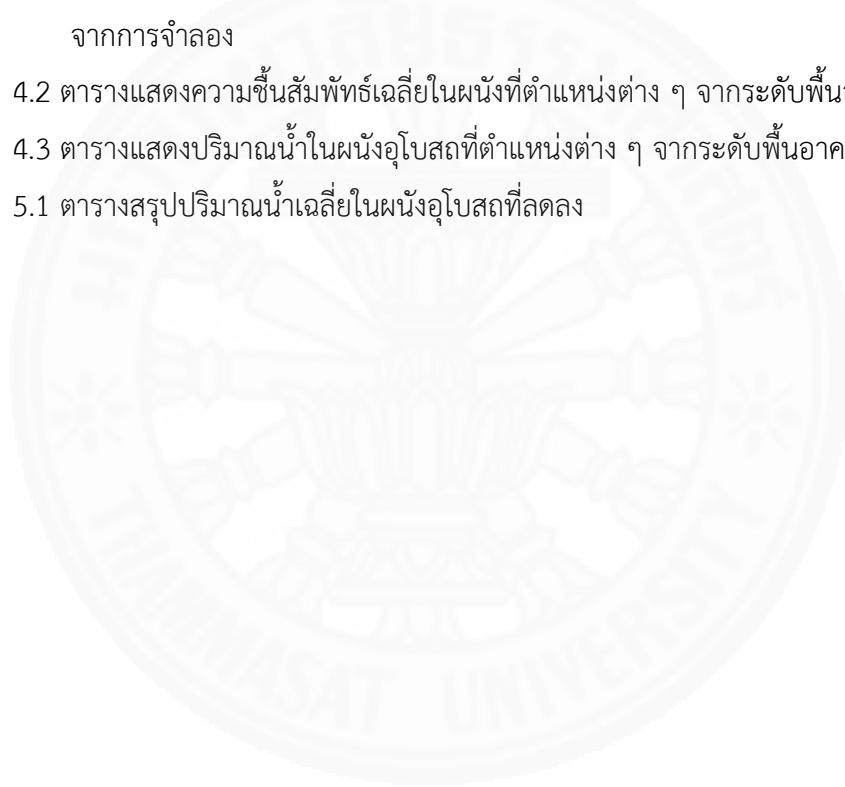 จากการจำลอง
4.2 ตารางแสดงความชื้นสัมพัทธ์เฉลี่ยในผนังที่ตำแหน่งต่าง ๆ จากระดับพื้น
4.3 ตารางแสดงปริมาณน้ำในผนังอุโบสถที่ตำแหน่งต่าง ๆ จากระดับพื้นอาค
5.1 ตารางสรุปปริมาณน้ำเฉลี่ยในผนังอุโบสถที่ลดลง
THAMMASAT UNIVERSITY